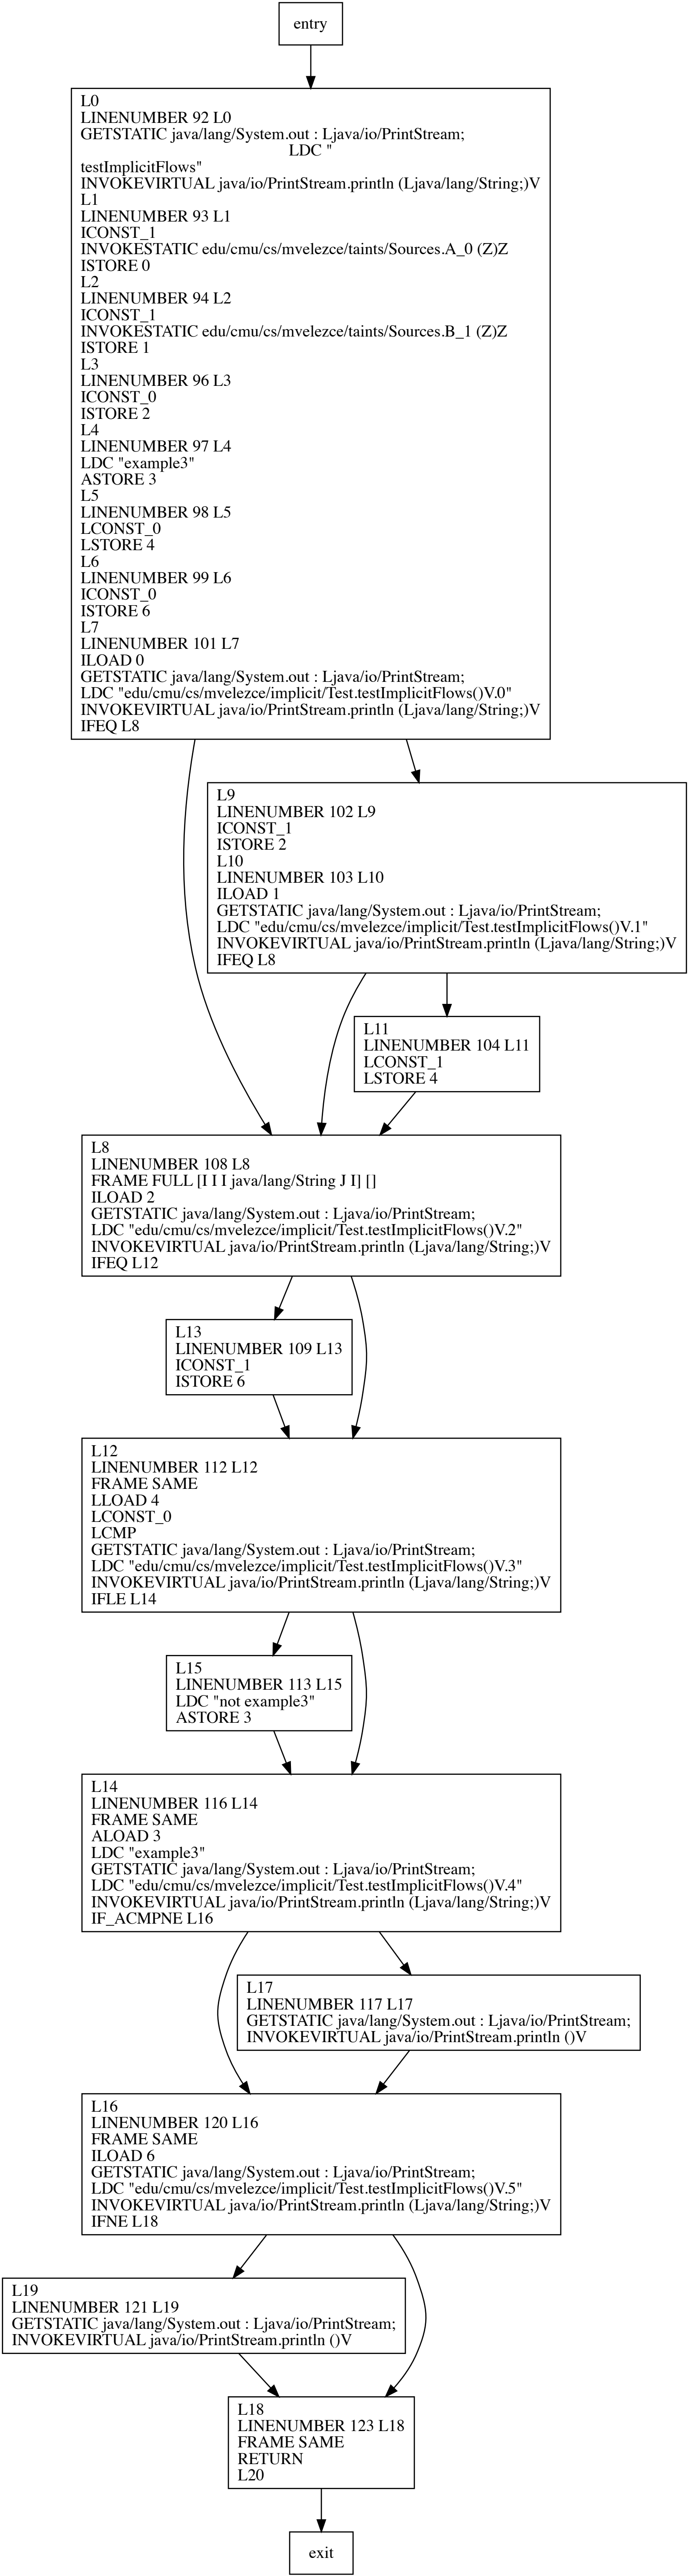 entry
L0
LINENUMBER 92 L0
GETSTATIC java/lang/System.out : Ljava/io/PrintStream;
LDC "
testImplicitFlows"
INVOKEVIRTUAL java/io/PrintStream.println (Ljava/lang/String;)V
L1
LINENUMBER 93 L1
ICONST_1
INVOKESTATIC edu/cmu/cs/mvelezce/taints/Sources.A_0 (Z)Z
ISTORE 0
L2
LINENUMBER 94 L2
ICONST_1
INVOKESTATIC edu/cmu/cs/mvelezce/taints/Sources.B_1 (Z)Z
ISTORE 1
L3
LINENUMBER 96 L3
ICONST_0
ISTORE 2
L4
LINENUMBER 97 L4
LDC "example3"
ASTORE 3
L5
LINENUMBER 98 L5
LCONST_0
LSTORE 4
L6
LINENUMBER 99 L6
ICONST_0
ISTORE 6
L7
LINENUMBER 101 L7
ILOAD 0
GETSTATIC java/lang/System.out : Ljava/io/PrintStream;
LDC "edu/cmu/cs/mvelezce/implicit/Test.testImplicitFlows()V.0"
INVOKEVIRTUAL java/io/PrintStream.println (Ljava/lang/String;)V
IFEQ L8
L9
LINENUMBER 102 L9
ICONST_1
ISTORE 2
L10
LINENUMBER 103 L10
ILOAD 1
GETSTATIC java/lang/System.out : Ljava/io/PrintStream;
LDC "edu/cmu/cs/mvelezce/implicit/Test.testImplicitFlows()V.1"
INVOKEVIRTUAL java/io/PrintStream.println (Ljava/lang/String;)V
IFEQ L8
L11
LINENUMBER 104 L11
LCONST_1
LSTORE 4
L8
LINENUMBER 108 L8
FRAME FULL [I I I java/lang/String J I] []
ILOAD 2
GETSTATIC java/lang/System.out : Ljava/io/PrintStream;
LDC "edu/cmu/cs/mvelezce/implicit/Test.testImplicitFlows()V.2"
INVOKEVIRTUAL java/io/PrintStream.println (Ljava/lang/String;)V
IFEQ L12
L13
LINENUMBER 109 L13
ICONST_1
ISTORE 6
L12
LINENUMBER 112 L12
FRAME SAME
LLOAD 4
LCONST_0
LCMP
GETSTATIC java/lang/System.out : Ljava/io/PrintStream;
LDC "edu/cmu/cs/mvelezce/implicit/Test.testImplicitFlows()V.3"
INVOKEVIRTUAL java/io/PrintStream.println (Ljava/lang/String;)V
IFLE L14
L15
LINENUMBER 113 L15
LDC "not example3"
ASTORE 3
L14
LINENUMBER 116 L14
FRAME SAME
ALOAD 3
LDC "example3"
GETSTATIC java/lang/System.out : Ljava/io/PrintStream;
LDC "edu/cmu/cs/mvelezce/implicit/Test.testImplicitFlows()V.4"
INVOKEVIRTUAL java/io/PrintStream.println (Ljava/lang/String;)V
IF_ACMPNE L16
L17
LINENUMBER 117 L17
GETSTATIC java/lang/System.out : Ljava/io/PrintStream;
INVOKEVIRTUAL java/io/PrintStream.println ()V
L16
LINENUMBER 120 L16
FRAME SAME
ILOAD 6
GETSTATIC java/lang/System.out : Ljava/io/PrintStream;
LDC "edu/cmu/cs/mvelezce/implicit/Test.testImplicitFlows()V.5"
INVOKEVIRTUAL java/io/PrintStream.println (Ljava/lang/String;)V
IFNE L18
L19
LINENUMBER 121 L19
GETSTATIC java/lang/System.out : Ljava/io/PrintStream;
INVOKEVIRTUAL java/io/PrintStream.println ()V
L18
LINENUMBER 123 L18
FRAME SAME
RETURN
L20
exit